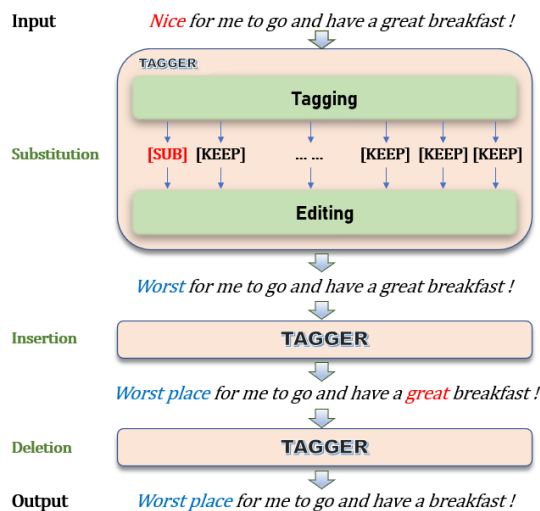 Input Nice for me to go and have a great breakfast !
TAGGER
Tagging
Substitution [SUB] [KEEP] ... ... [KEEP] [KEEP] [KEEP]
Editing
Worst for me to go and have a great breakfast !
Insertion TAGGER
Worst place for me to go and have a great breakfast !
Deletion TAGGER
Output Worst place for me to go and have a breakfast !